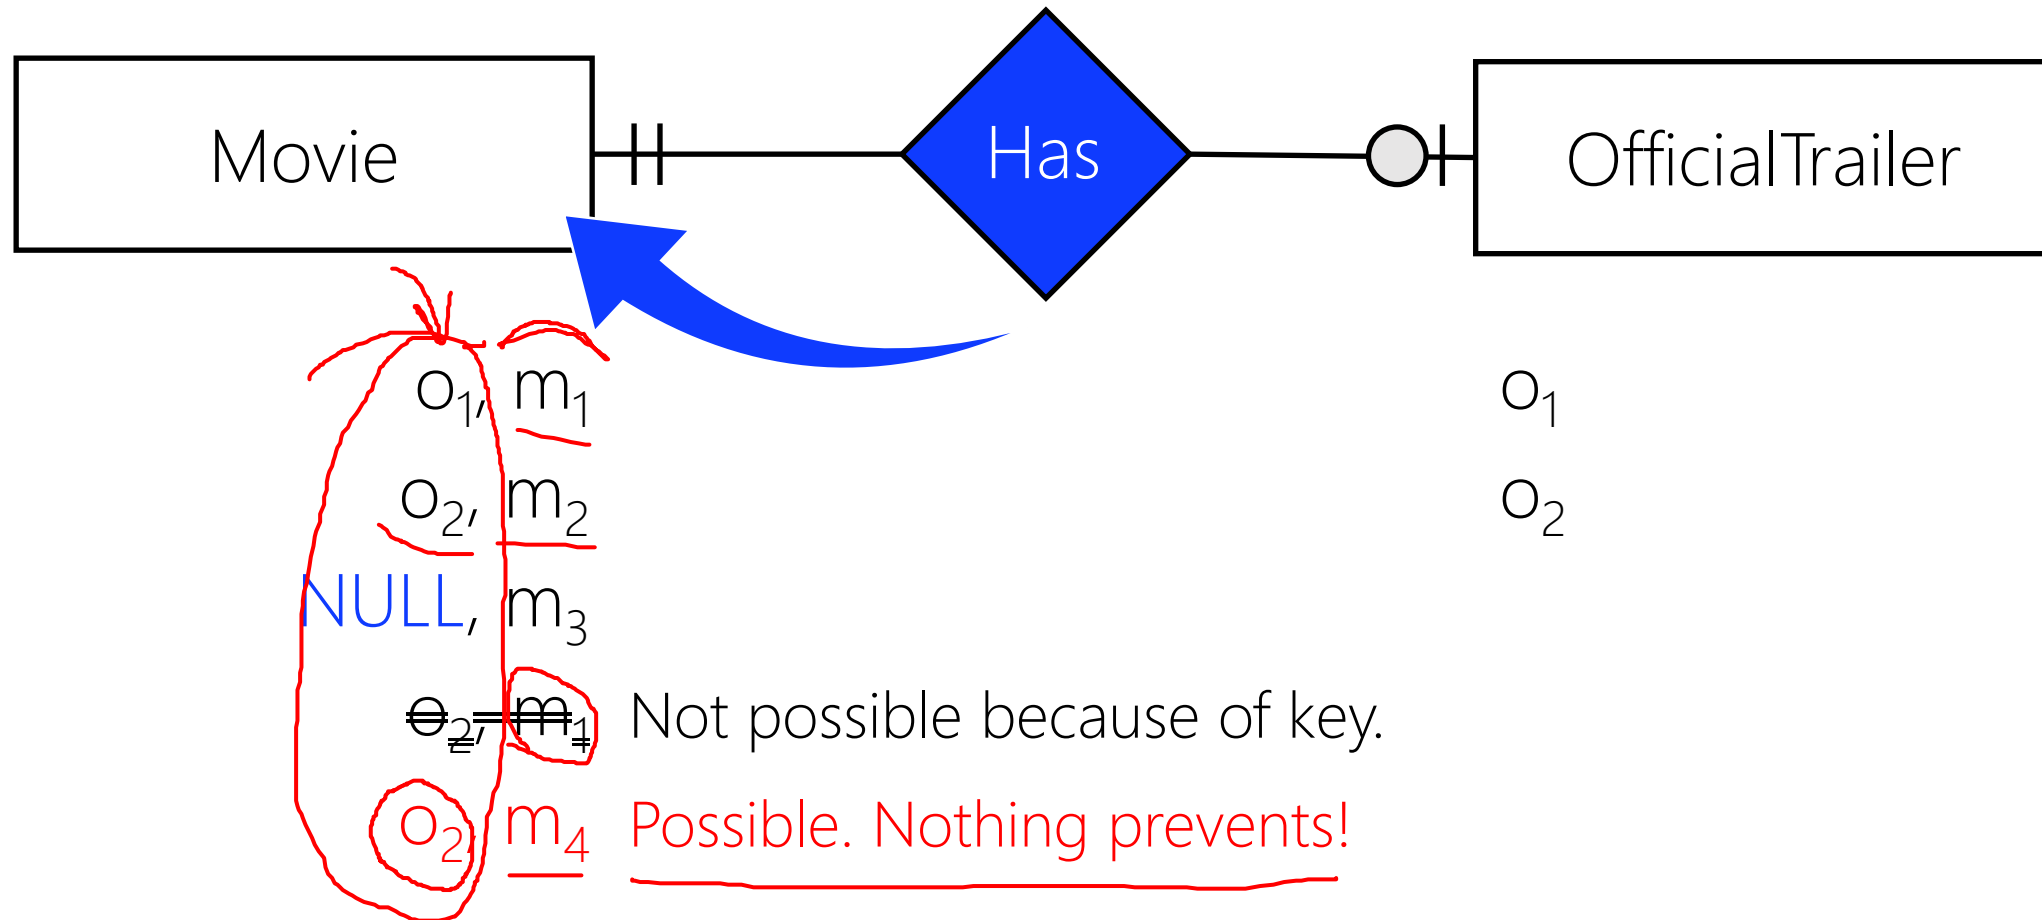 Movie
Has
OfficialTrailer
o₁, m₁
o₁
o₂, m₂
o₂
NULL, m₃
o₂, m₁ Not possible because of key.
o₂, m₄ Possible. Nothing prevents!